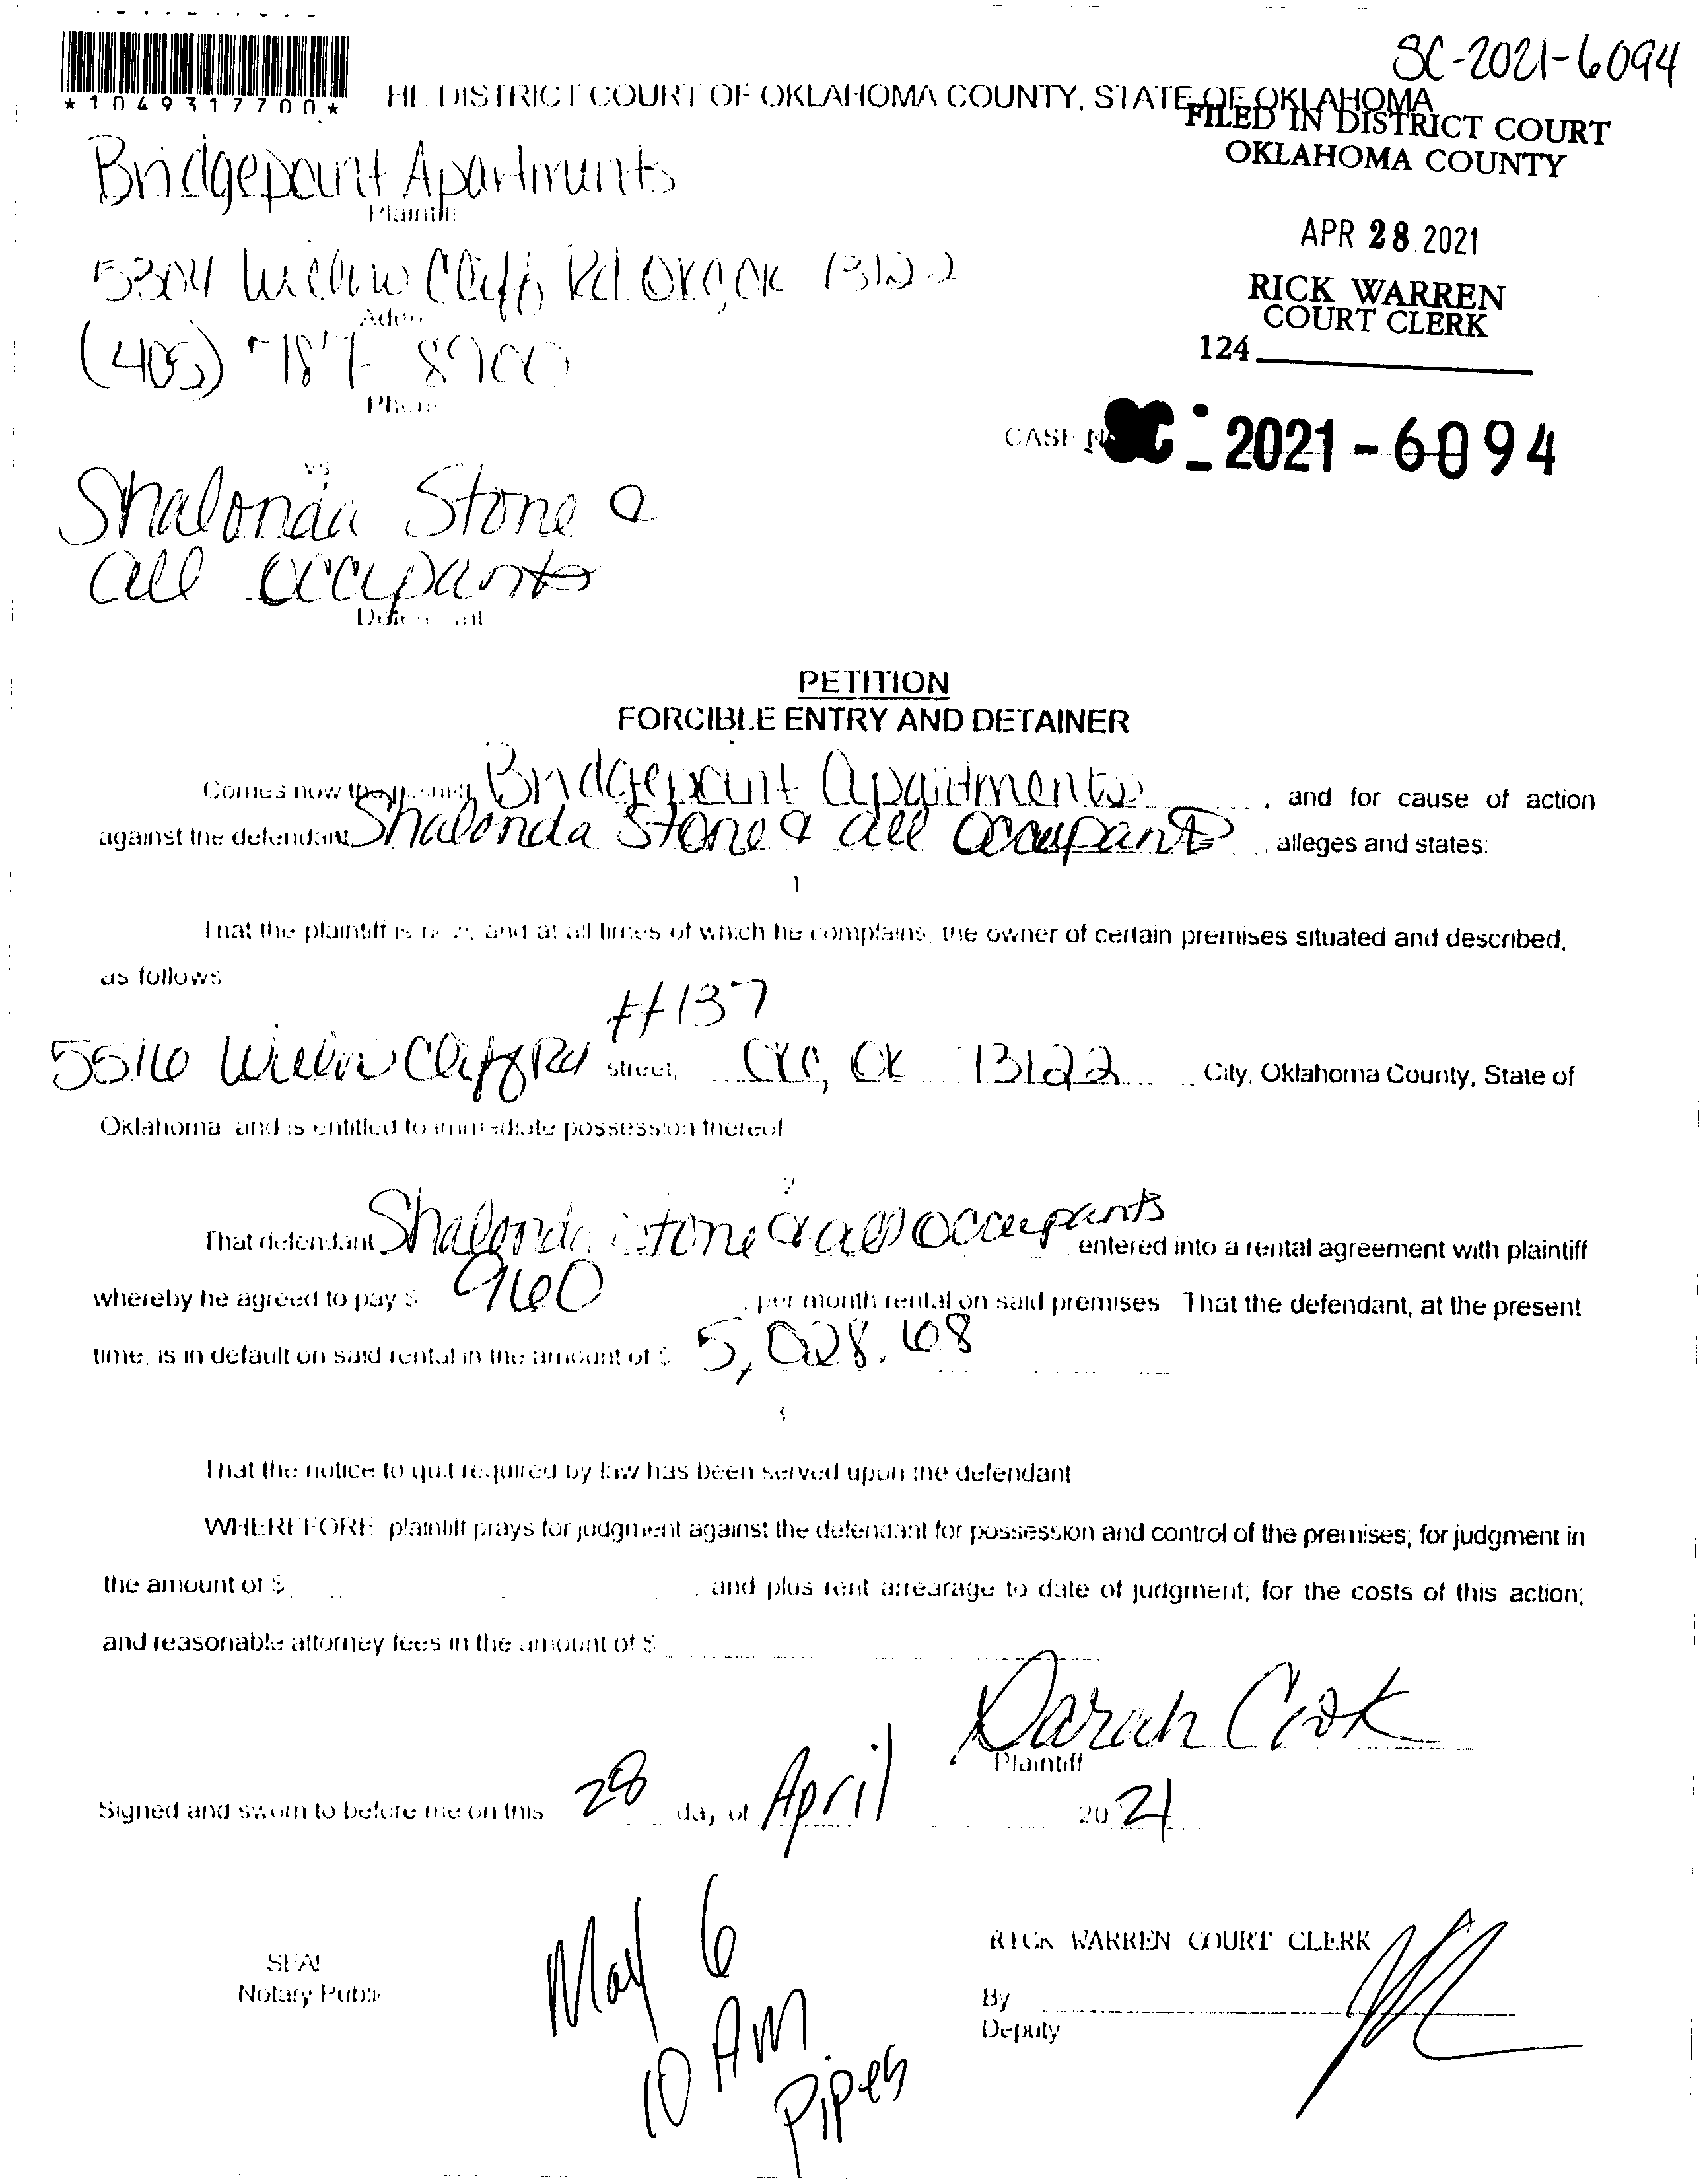 SC-2021-6094
*1049317700*
THE DISTRICT COURT OF OKLAHOMA COUNTY, STATE OF OKLAHOMA
FILED IN DISTRICT COURT
OKLAHOMA COUNTY
Bridgepoint Apartments
Plaintiff
APR 28 2021
5304 Willow Cliff Rd. OKC OK 73122
Address
RICK WARREN
COURT CLERK
(405) 787
Phone
124
CASE NO SC - 2021-6094
vs
Shalonda Stone &
all occupants
Defendant
PETITION
FORCIBLE ENTRY AND DETAINER
Comes now the plaintiff, Bridgepoint Apartments, and for cause of action
against the defendant Shalonda Stone & all occupants, alleges and states:
1
That the plaintiff is now, and at all times of which he complains, the owner of certain premises situated and described,
as follows
#137
Willow Cliff Rd street, OKC, OK 73122 City, Oklahoma County, State of
Oklahoma, and is entitled to immediate possession thereof
2
That defendant Shalonda Stone & all occupants entered into a rental agreement with plaintiff
whereby he agreed to pay $ 960, per month rental on said premises That the defendant, at the present
time, is in default on said rental in the amount of $ 5,028.68
3
That the notice to quit required by law has been served upon the defendant
WHEREFORE plaintiff prays for judgment against the defendant for possession and control of the premises; for judgment in
the amount of $, and plus rent arrearage to date of judgment; for the costs of this action;
and reasonable attorney fees in the amount of $
Darah Cook
Plaintiff
Signed and sworn to before me on this 28 day of April 2021
May 6
10 AM
Pipes
SEAL
Notary Public
RICK WARREN COURT CLERK
By
Deputy